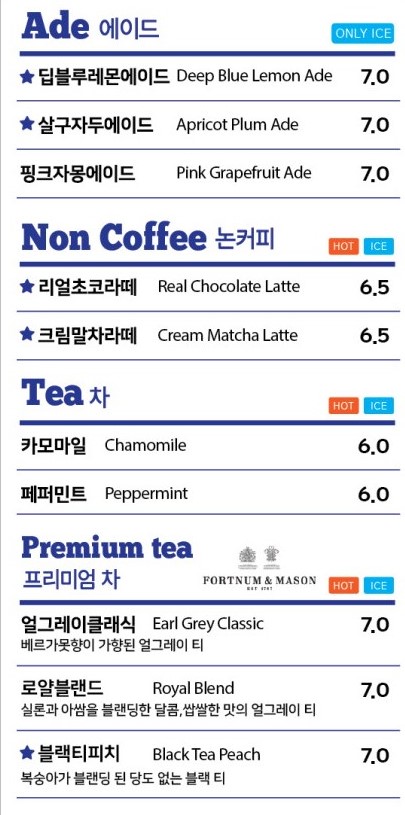 Ade 에이드 ONLY ICE
★ 딥블루레몬에이드 Deep Blue Lemon Ade 7.0
★ 살구자두에이드 Apricot Plum Ade 7.0
핑크자몽에이드 Pink Grapefruit Ade 7.0
Non Coffee 논커피 HOT ICE
★ 리얼초코라떼 Real Chocolate Latte 6.5
★ 크림말차라떼 Cream Matcha Latte 6.5
Tea 차 HOT ICE
카모마일 Chamomile 6.0
페퍼민트 Peppermint 6.0
Premium tea
프리미엄 차 FORTNUM & MASON HOT ICE
EST 1707
얼그레이클래식 Earl Grey Classic 7.0
베르가못향이 가향된 얼그레이 티
로얄블랜드 Royal Blend 7.0
실론과 아쌈을 블랜딩한 달콤,쌉쌀한 맛의 얼그레이 티
★ 블랙티피치 Black Tea Peach 7.0
복숭아가 블랜딩 된 당도 없는 블랙 티